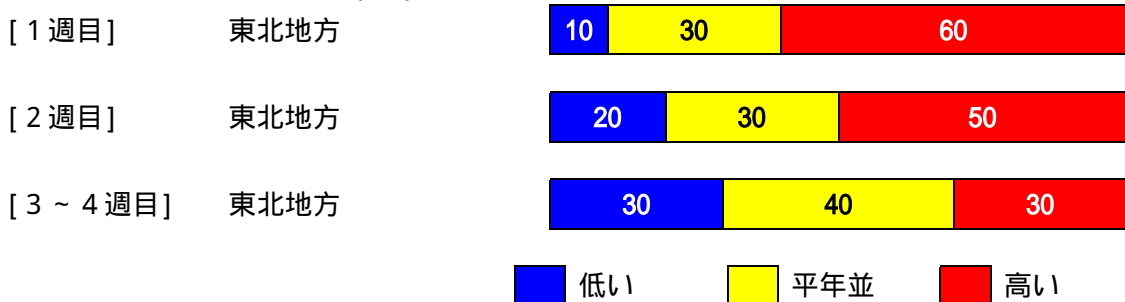 [１週目] 東北地方 10 30 60
[２週目] 東北地方 20 30 50
[３～４週目] 東北地方 30 40 30
低い 平年並 高い